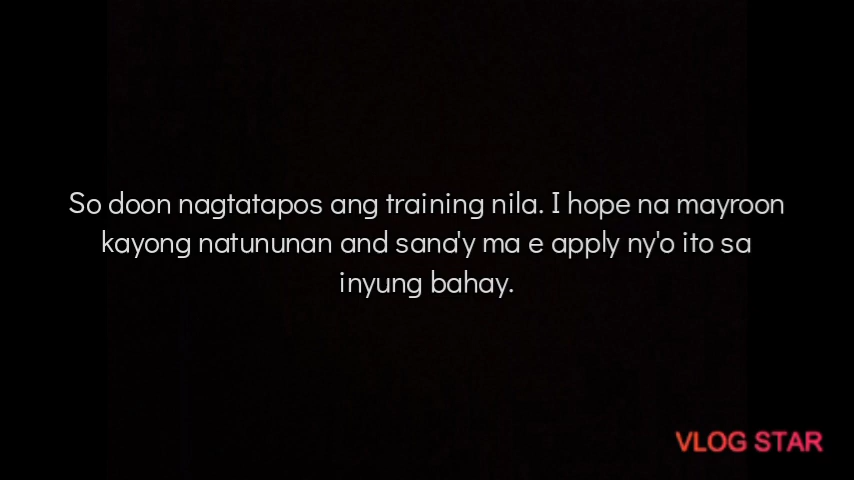 So doon nagtatapos ang training nila. I hope na mayroon
kayong natununan and sana'y ma e apply ny'o ito sa
inyung bahay.
VLOG STAR